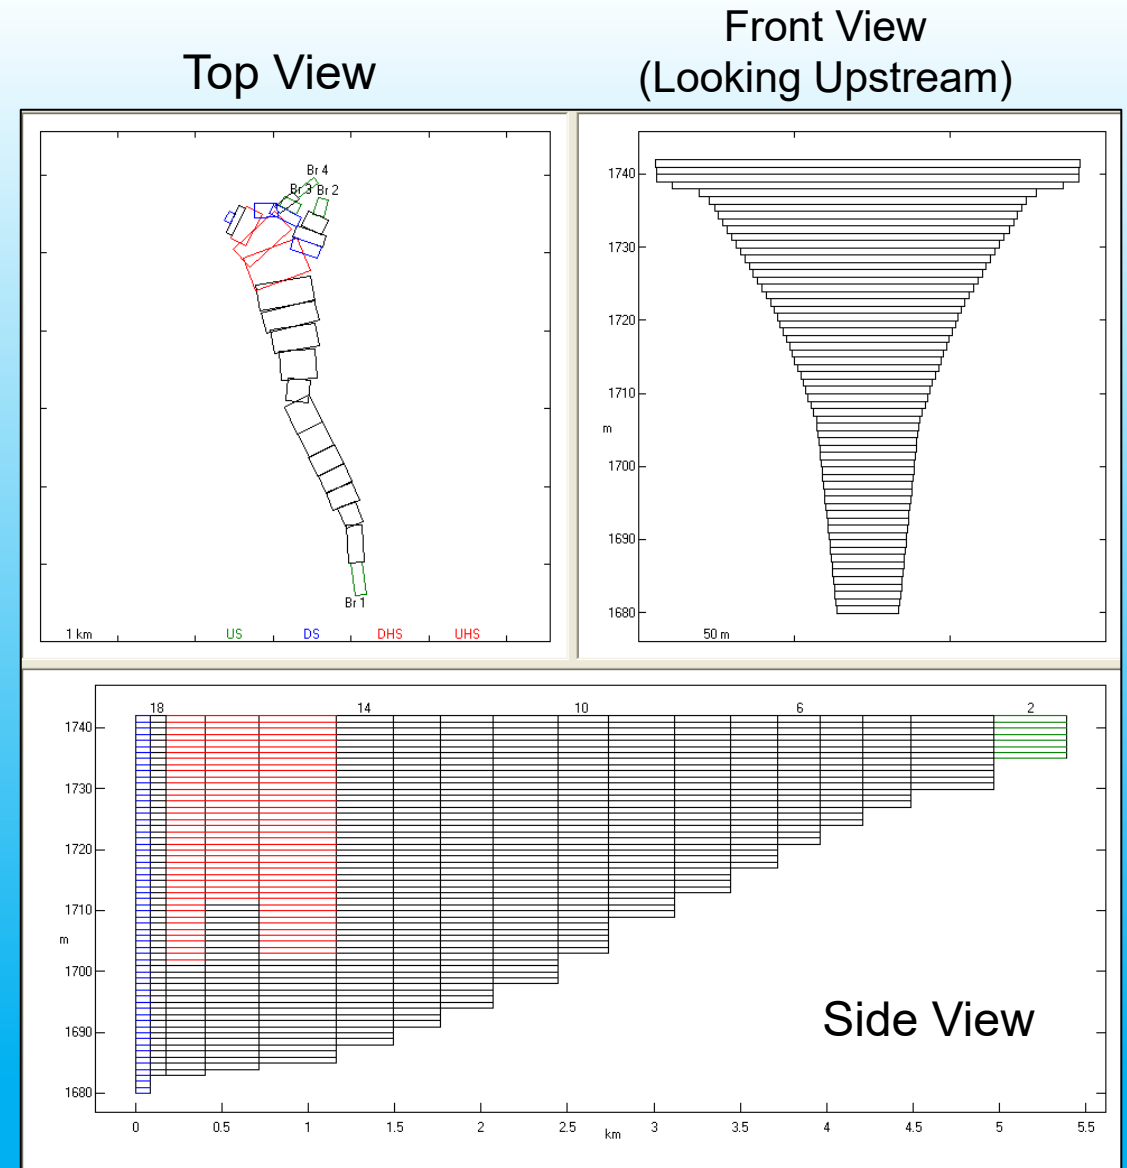 Top View
Front View
(Looking Upstream)
Br 4
Br 3 Br 2
Br 1
1 km US DS DHS UHS
1740
1730
1720
1710
m
1700
1690
1680
50 m
18 14 10 6 2
1740
1730
1720
1710
m
1700
1690
1680
Side View
0 0.5 1 1.5 2 2.5 3 3.5 4 4.5 5 5.5
km